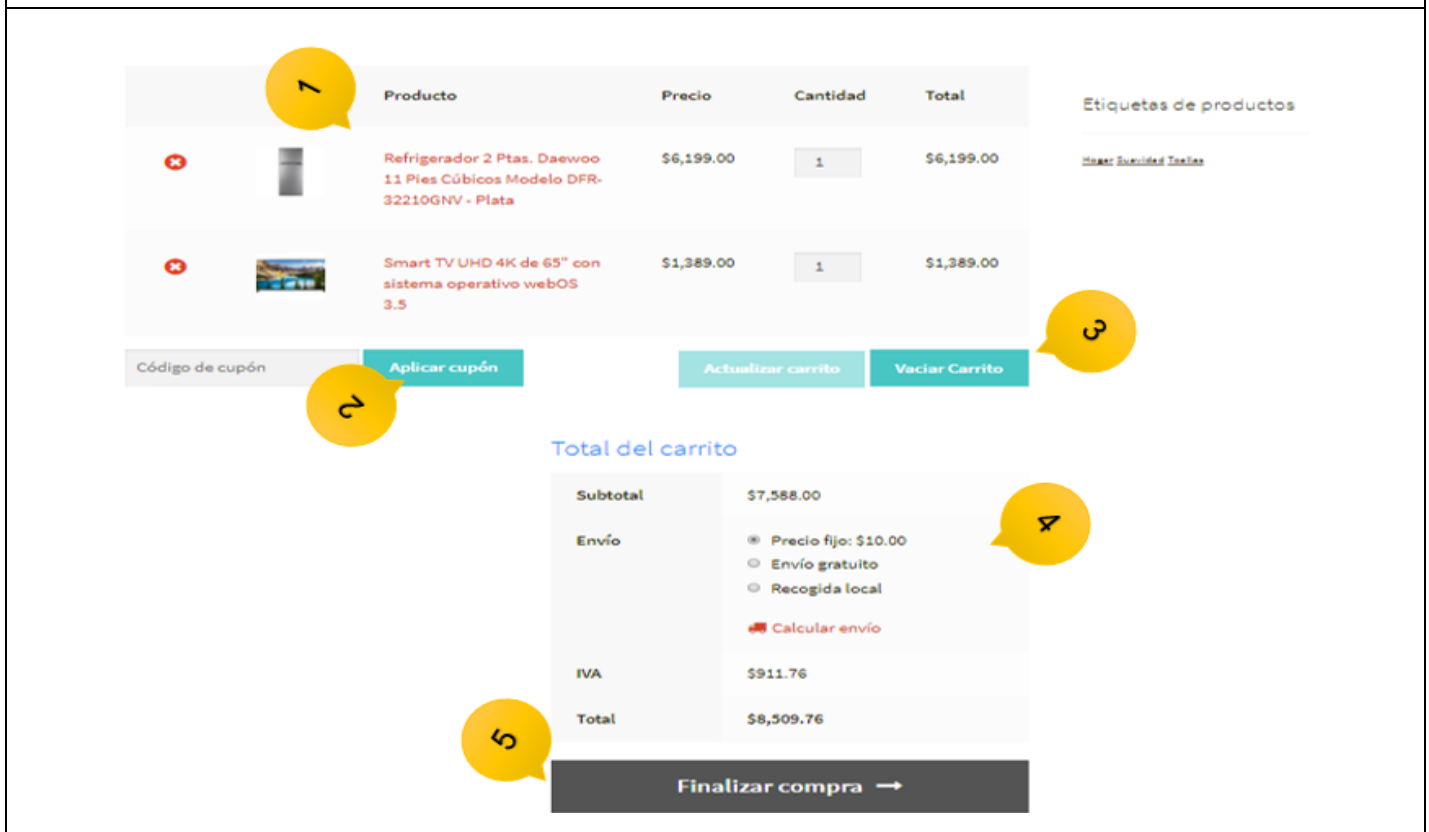 1
Producto Precio Cantidad Total
Etiquetas de productos
Refrigerador 2 Ptas. Daewoo $6,199.00 1 $6,199.00
11 Pies Cúbicos Modelo DFR-
32210GNV - Plata
Hogar Suavidad Toallas
Smart TV UHD 4K de 65" con $1,389.00 1 $1,389.00
sistema operativo webOS
3.5
3
Código de cupón Aplicar cupón Actualizar carrito Vaciar Carrito
2
Total del carrito
Subtotal $7,588.00
4
Envío Precio fijo: $10.00
Envío gratuito
Recogida local
Calcular envío
IVA $911.76
Total $8,509.76
5
Finalizar compra →